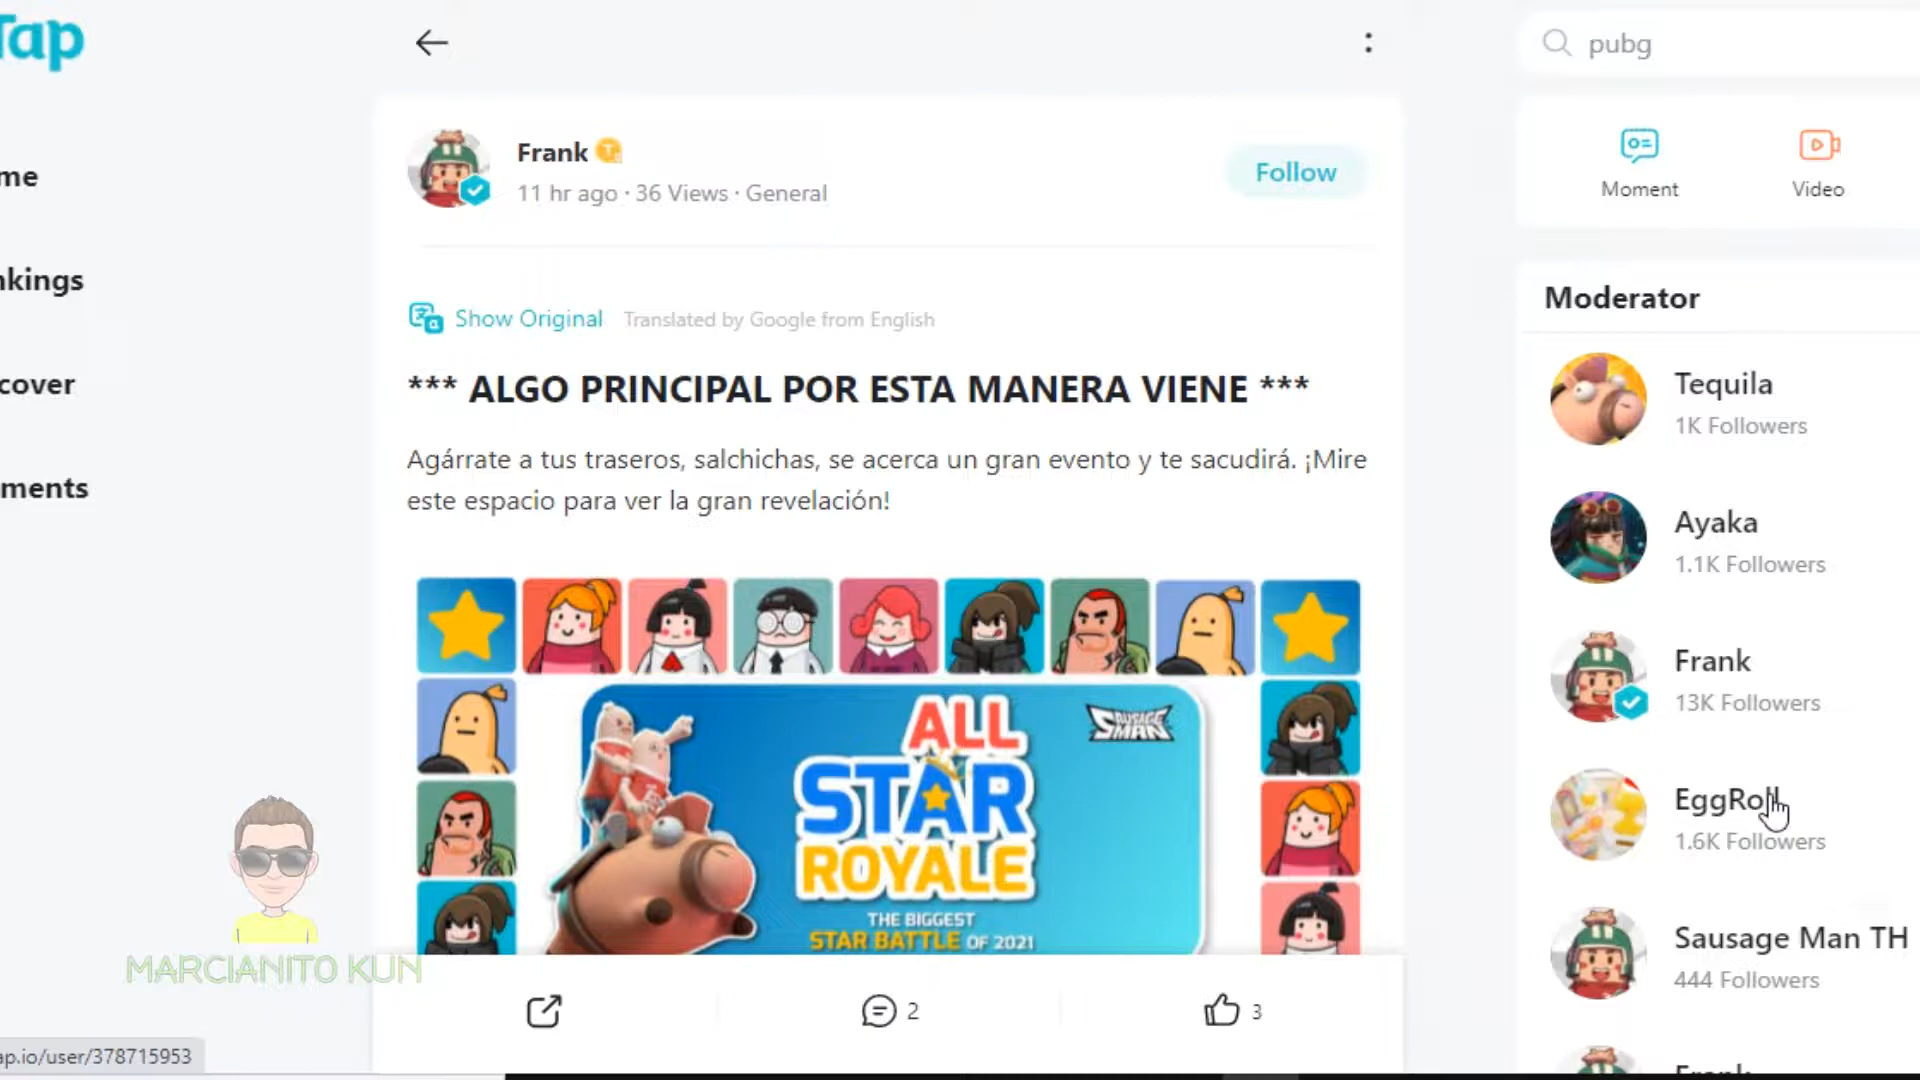 Tap
pubg
me
nkings
cover
ments
Frank
11 hr ago · 36 Views · General
Follow
Show Original Translated by Google from English
*** ALGO PRINCIPAL POR ESTA MANERA VIENE ***
Agárrate a tus traseros, salchichas, se acerca un gran evento y te sacudirá. ¡Mire
este espacio para ver la gran revelación!
ALL
STAR
ROYALE
THE BIGGEST
STAR BATTLE OF 2021
SAUSAGE
MAN
2
3
Moment
Video
Moderator
Tequila
1K Followers
Ayaka
1.1K Followers
Frank
13K Followers
EggRoll
1.6K Followers
Sausage Man TH
444 Followers
Frank
MARCIANITO KUN
ap.io/user/378715953